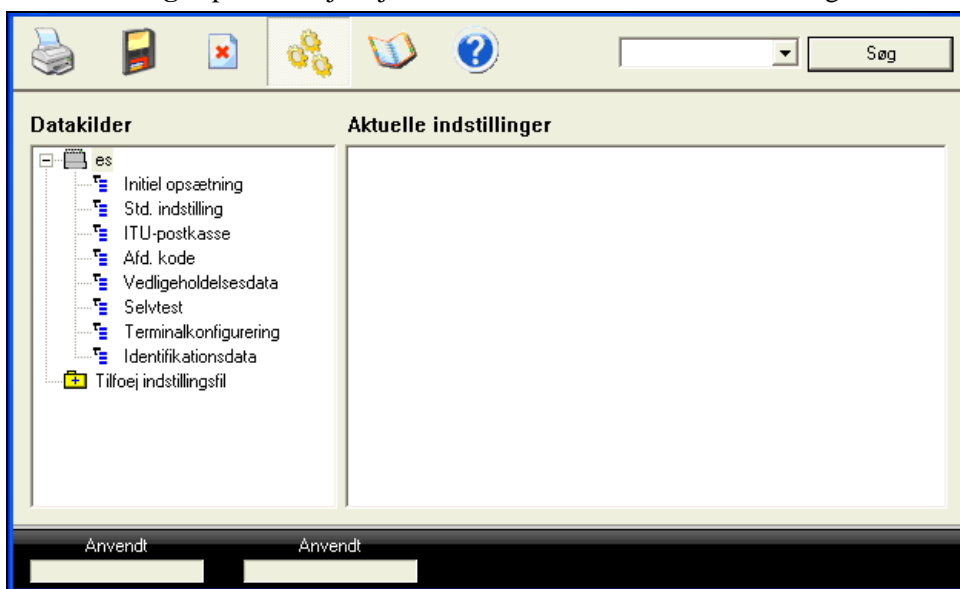 Søg
Datakilder
Aktuelle indstillinger
es
Initiel opsætning
Std. indstilling
ITU-postkasse
Afd. kode
Vedligeholdelsesdata
Selvtest
Terminalkonfigurering
Identifikationsdata
Tilfoej indstillingsfil
Anvendt Anvendt